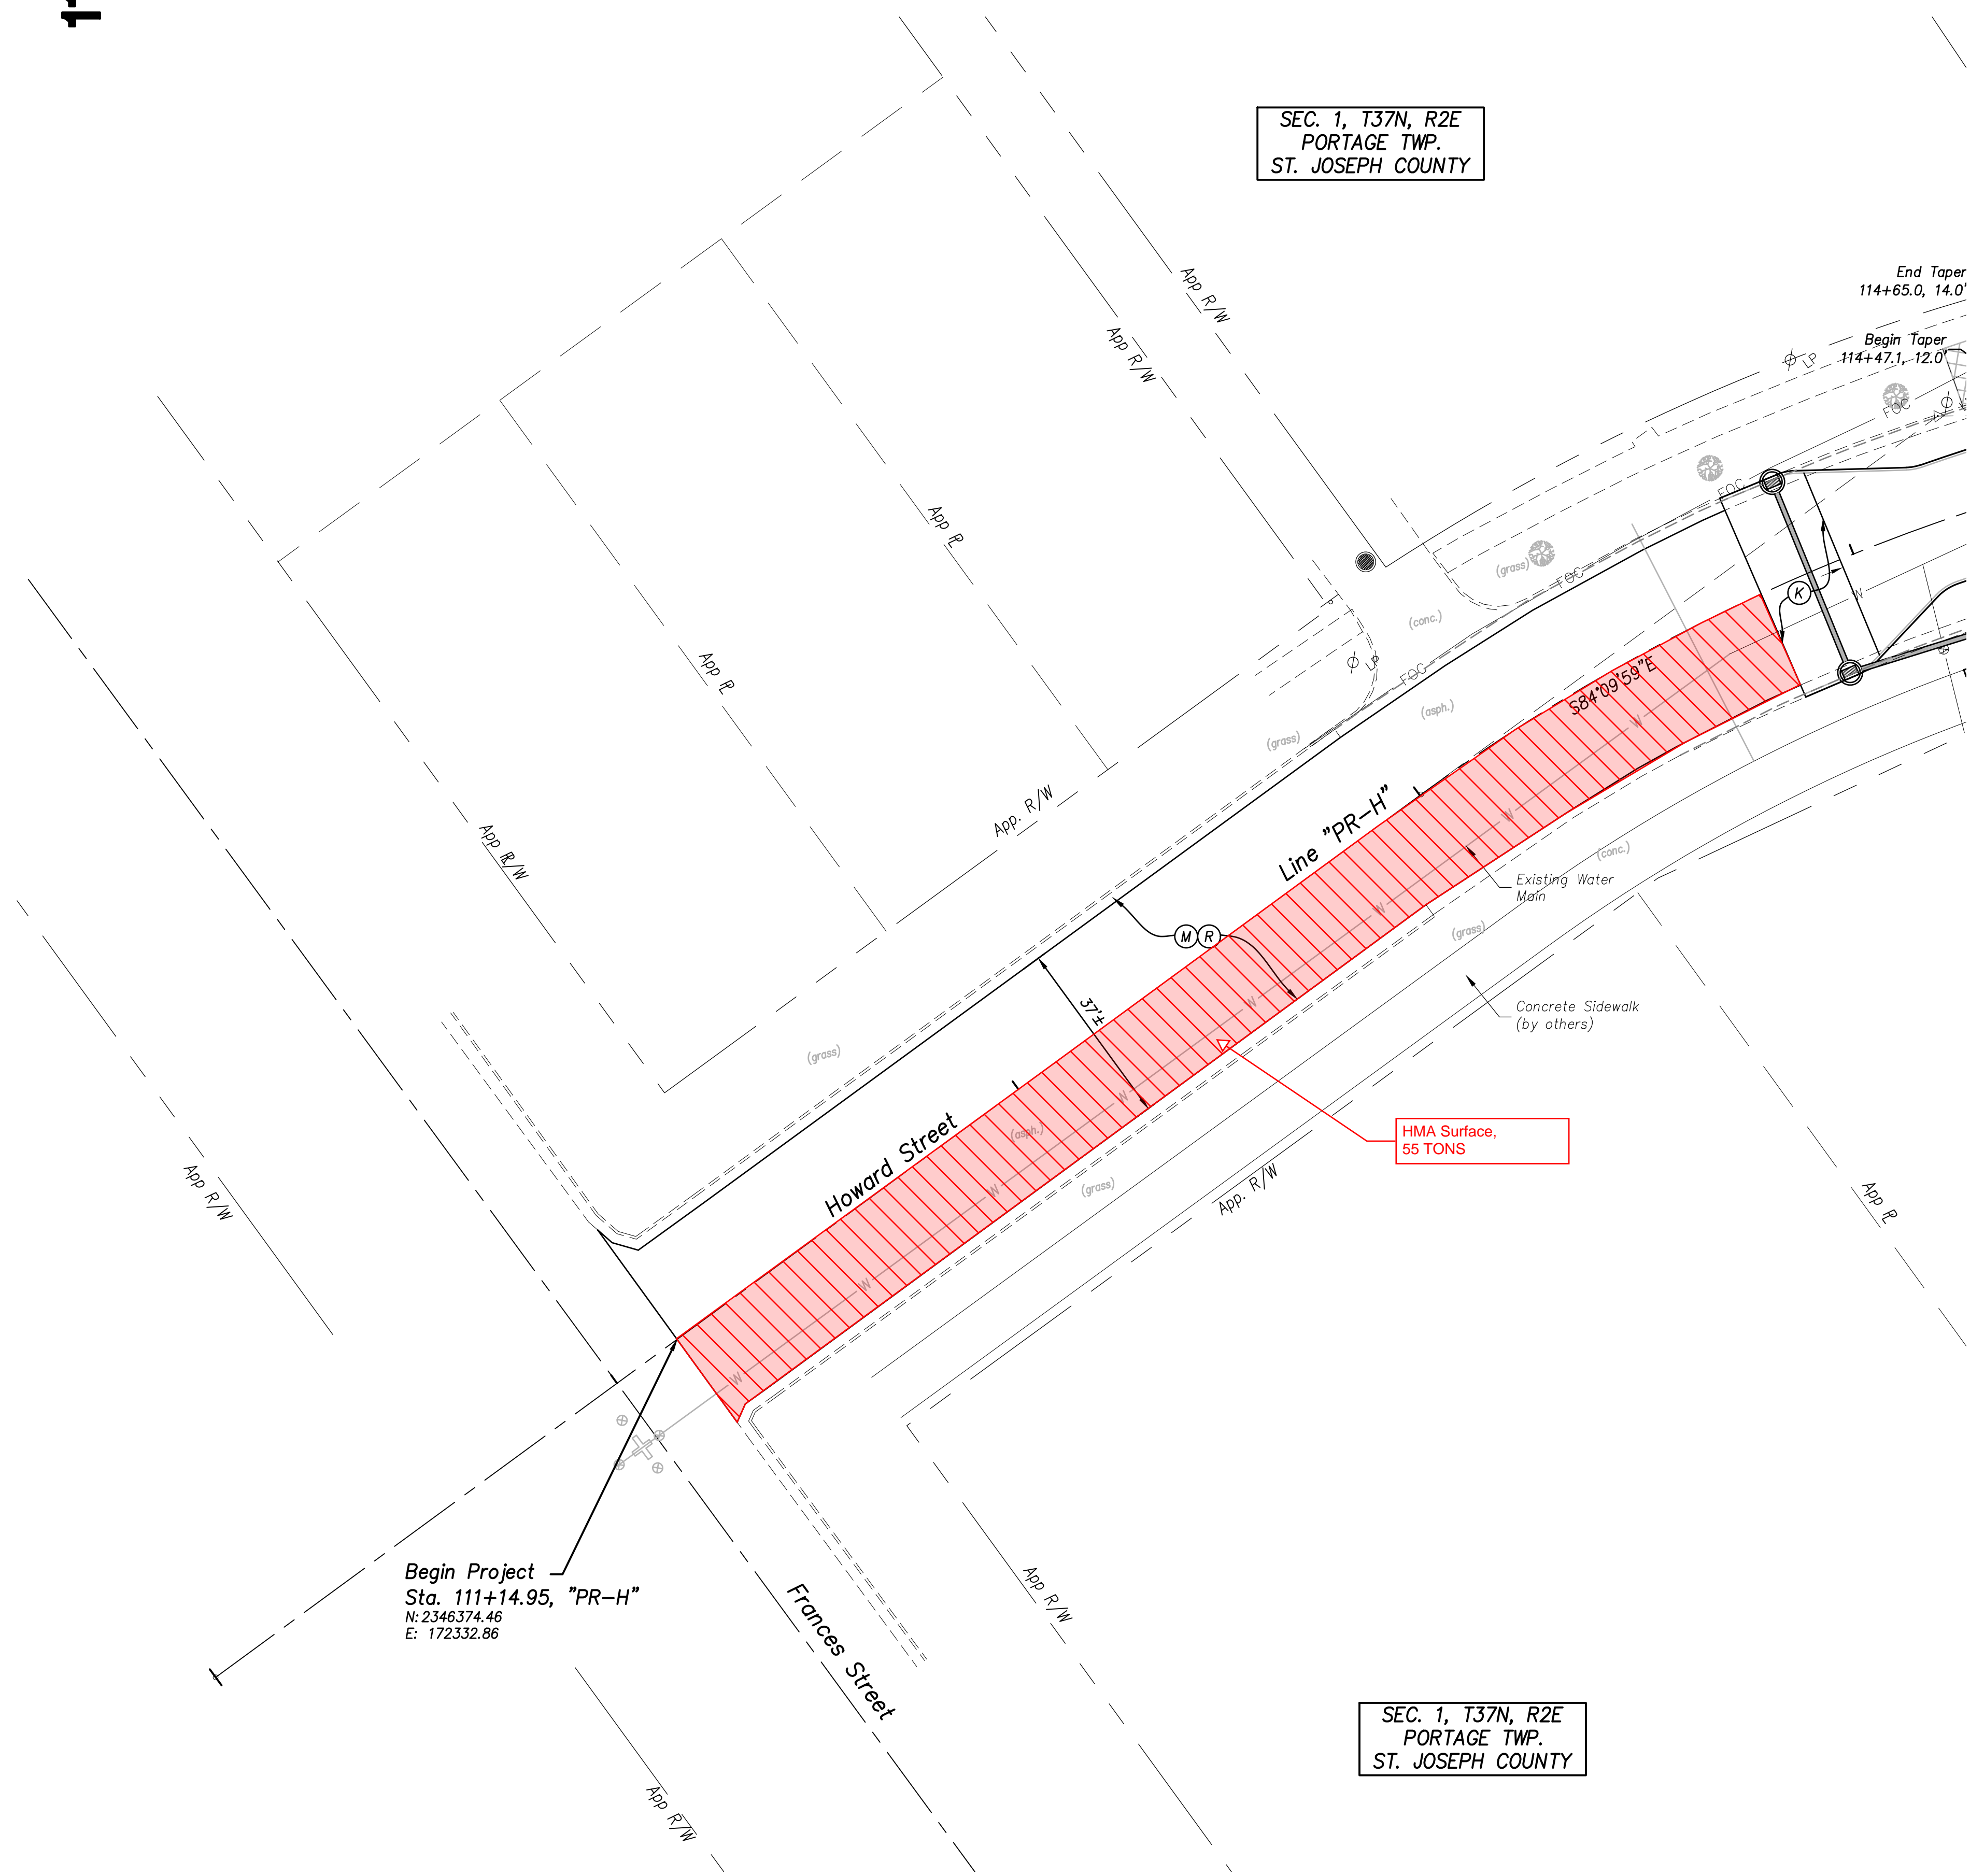 SEC. 1, T37N, R2E
PORTAGE TWP.
ST. JOSEPH COUNTY
End Taper
114+65.0, 14.0'
Begin Taper
114+47.1, 12.0'
App R/W
App R/W
LP
FOC
FOC
FOC
FOC
(grass)
K
W
App PL
App PL
App R/W
(conc.)
LP
(asph.)
(grass)
S84°09'59"E
W
App. R/W
Line "PR-H"
W
(conc.)
Existing Water
Main
W
(grass)
M
R
37'±
W
Concrete Sidewalk
(by others)
(grass)
W
(asph.)
HMA Surface,
55 TONS
Howard Street
W
(grass)
App. R/W
App R/W
App PL
W
W
Begin Project
Sta. 111+14.95, "PR-H"
N: 2346374.46
E: 172332.86
Frances Street
App R/W
App R/W
SEC. 1, T37N, R2E
PORTAGE TWP.
ST. JOSEPH COUNTY